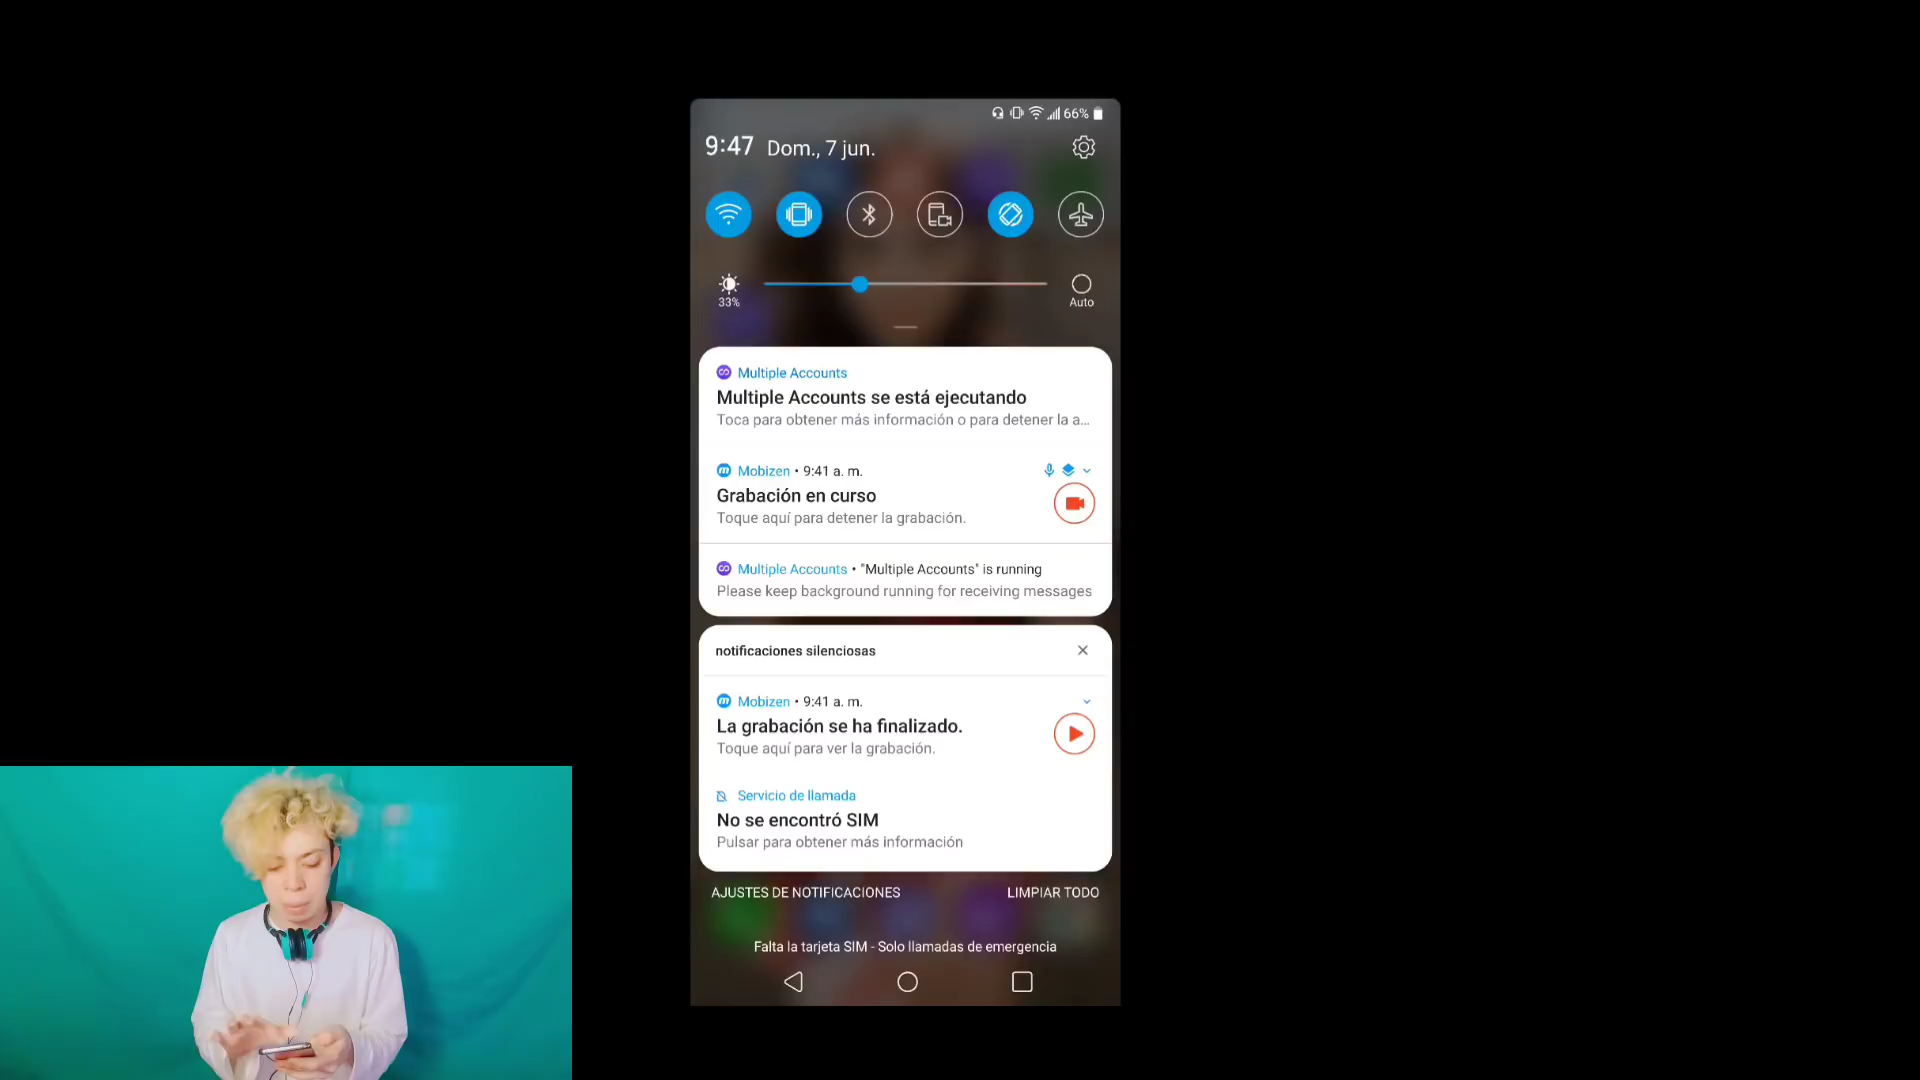 66%
9:47 Dom., 7 jun.
33%
Auto
Multiple Accounts
Multiple Accounts se está ejecutando
Toca para obtener más información o para detener la a...
Mobizen • 9:41 a. m.
Grabación en curso
Toque aquí para detener la grabación.
Multiple Accounts • "Multiple Accounts" is running
Please keep background running for receiving messages
notificaciones silenciosas
Mobizen • 9:41 a. m.
La grabación se ha finalizado.
Toque aquí para ver la grabación.
Servicio de llamada
No se encontró SIM
Pulsar para obtener más información
AJUSTES DE NOTIFICACIONES LIMPIAR TODO
Falta la tarjeta SIM - Solo llamadas de emergencia